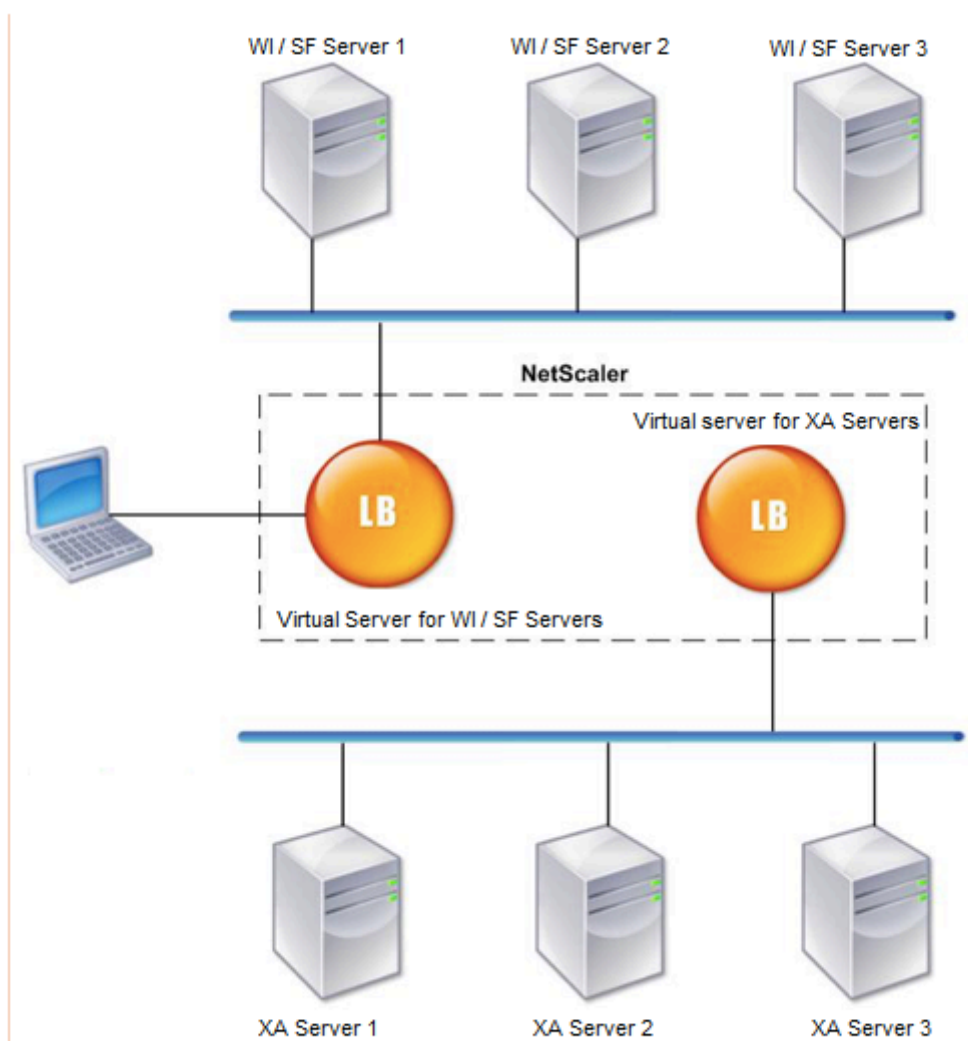 WI / SF Server 1
WI / SF Server 2
WI / SF Server 3
NetScaler
Virtual server for XA Servers
LB
LB
Virtual Server for WI / SF Servers
XA Server 1
XA Server 2
XA Server 3